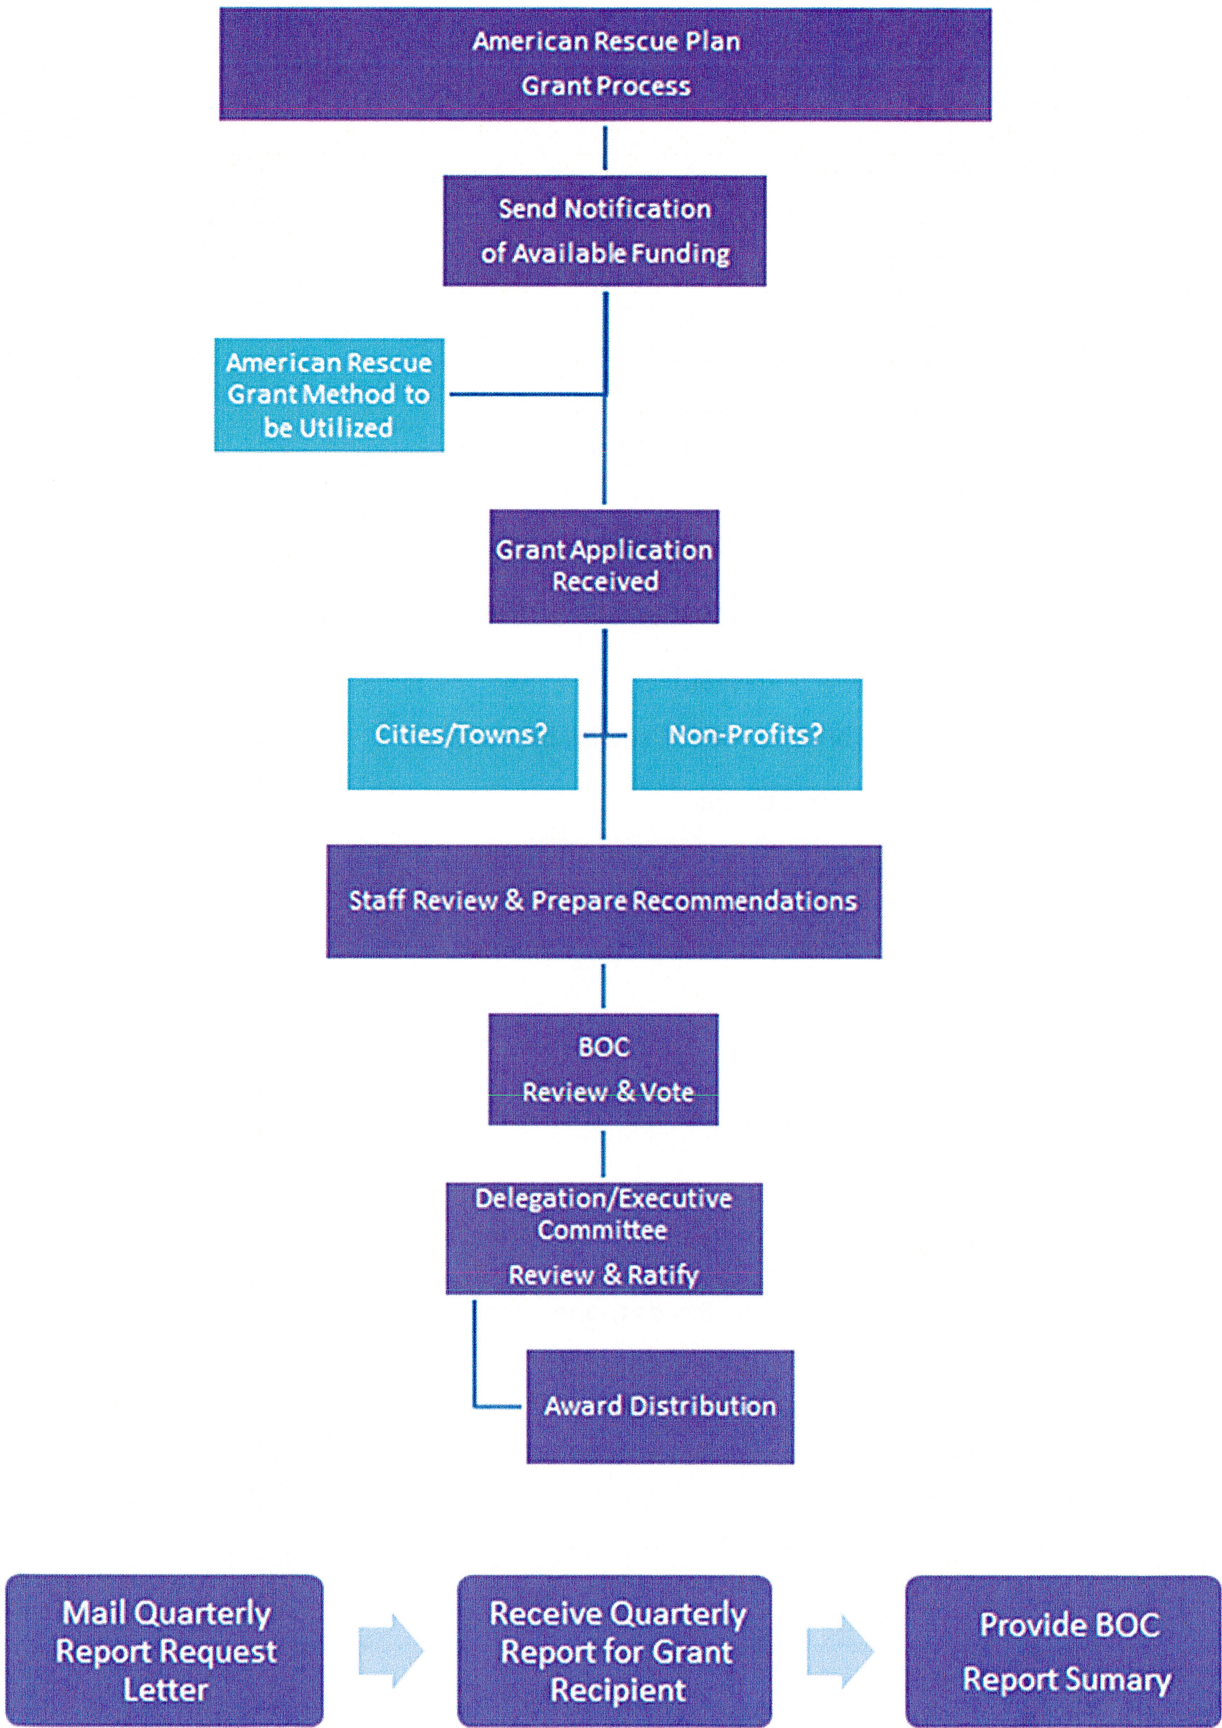 American Rescue Plan
Grant Process
Send Notification
of Available Funding
American Rescue
Grant Method to
be Utilized
Grant Application
Received
Cities/Towns?
Non-Profits?
Staff Review & Prepare Recommendations
BOC
Review & Vote
Delegation/Executive
Committee
Review & Ratify
Award Distribution
Mail Quarterly
Report Request
Letter
Receive Quarterly
Report for Grant
Recipient
Provide BOC
Report Sumary